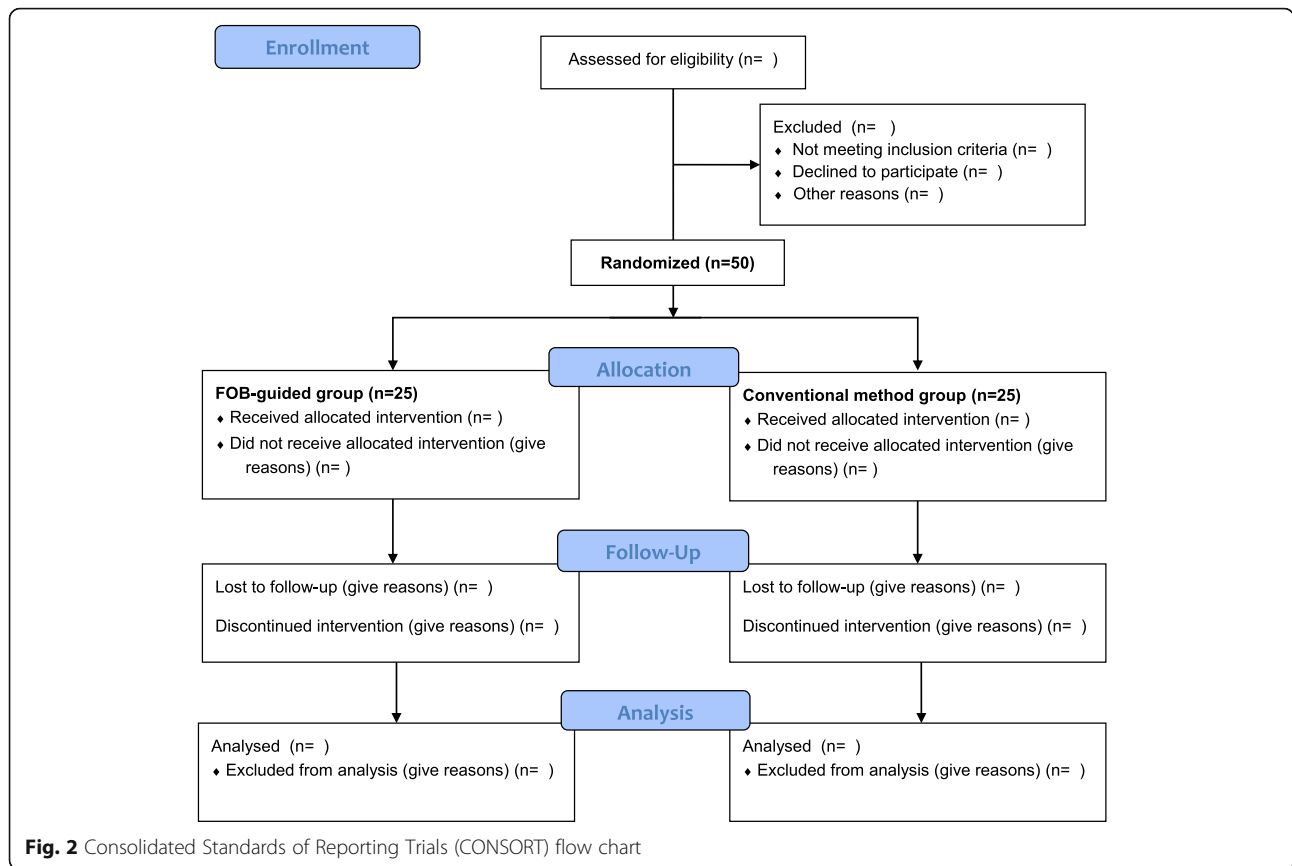 Enrollment
Assessed for eligibility (n= )
Excluded (n= )
♦ Not meeting inclusion criteria (n= )
♦ Declined to participate (n= )
♦ Other reasons (n= )
Randomized (n=50)
Allocation
FOB-guided group (n=25)
♦ Received allocated intervention (n= )
♦ Did not receive allocated intervention (give
reasons) (n= )
Conventional method group (n=25)
♦ Received allocated intervention (n= )
♦ Did not receive allocated intervention (give
reasons) (n= )
Follow-Up
Lost to follow-up (give reasons) (n= )
Discontinued intervention (give reasons) (n= )
Lost to follow-up (give reasons) (n= )
Discontinued intervention (give reasons) (n= )
Analysis
Analysed (n= )
♦ Excluded from analysis (give reasons) (n= )
Analysed (n= )
♦ Excluded from analysis (give reasons) (n= )
Fig. 2 Consolidated Standards of Reporting Trials (CONSORT) flow chart